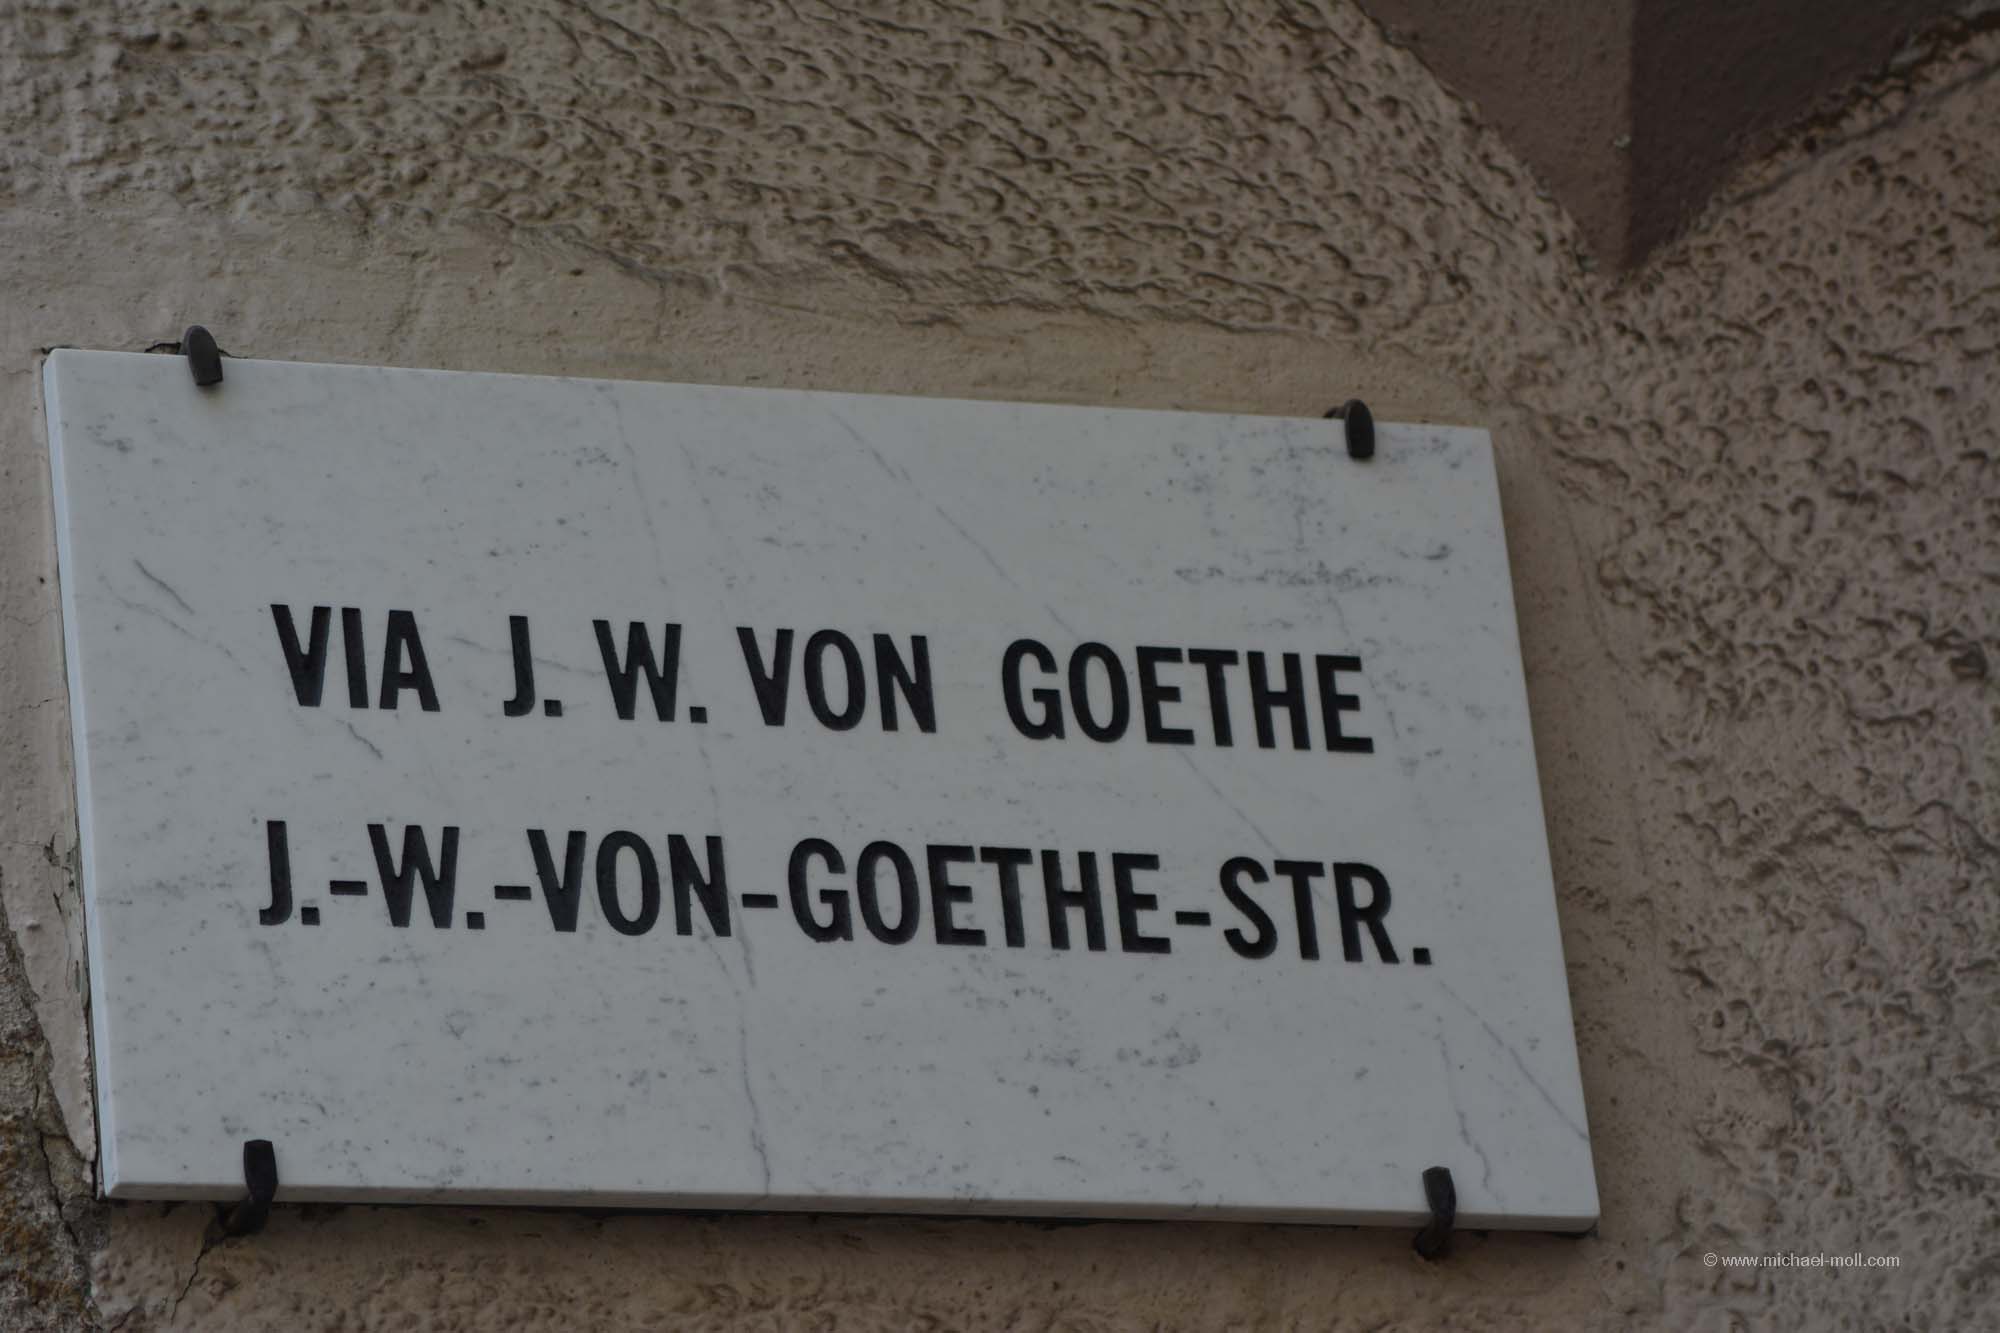 VIA J. W. VON GOETHE
J.-W.-VON-GOETHE-STR.
© www.michael-moll.com